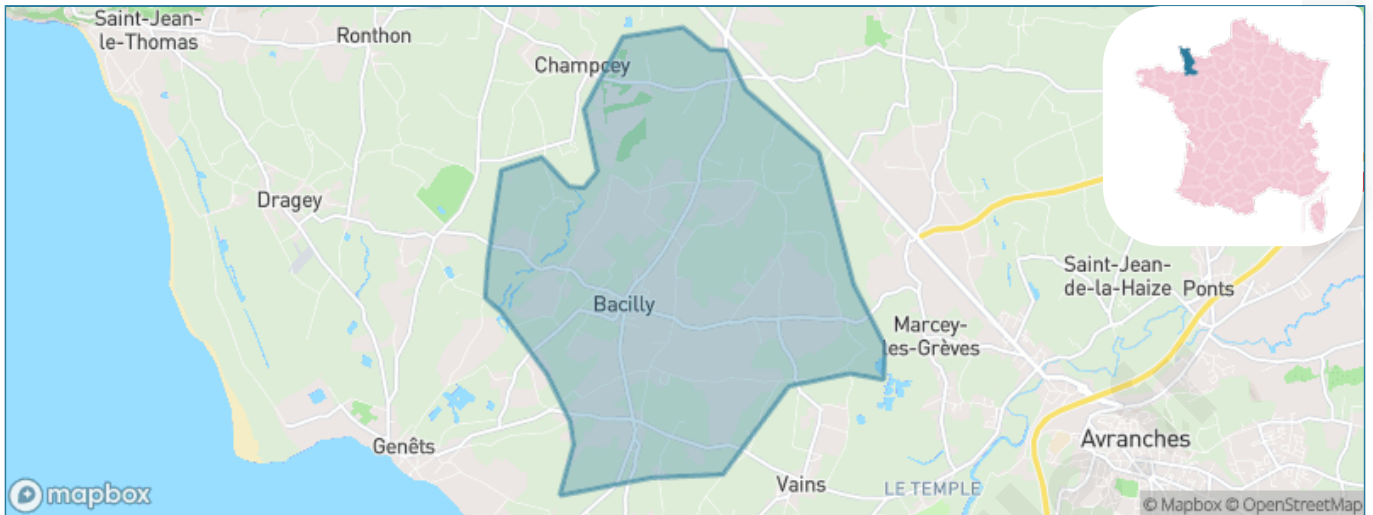 Saint-Jean-
le-Thomas
Ronthon
Champcey
Dragey
Saint-Jean-
de-la-Haize
Ponts
Bacilly
Marcey-
les-Grèves
Genêts
Avranches
Vains
LE TEMPLE
mapbox
© Mapbox © OpenStreetMap